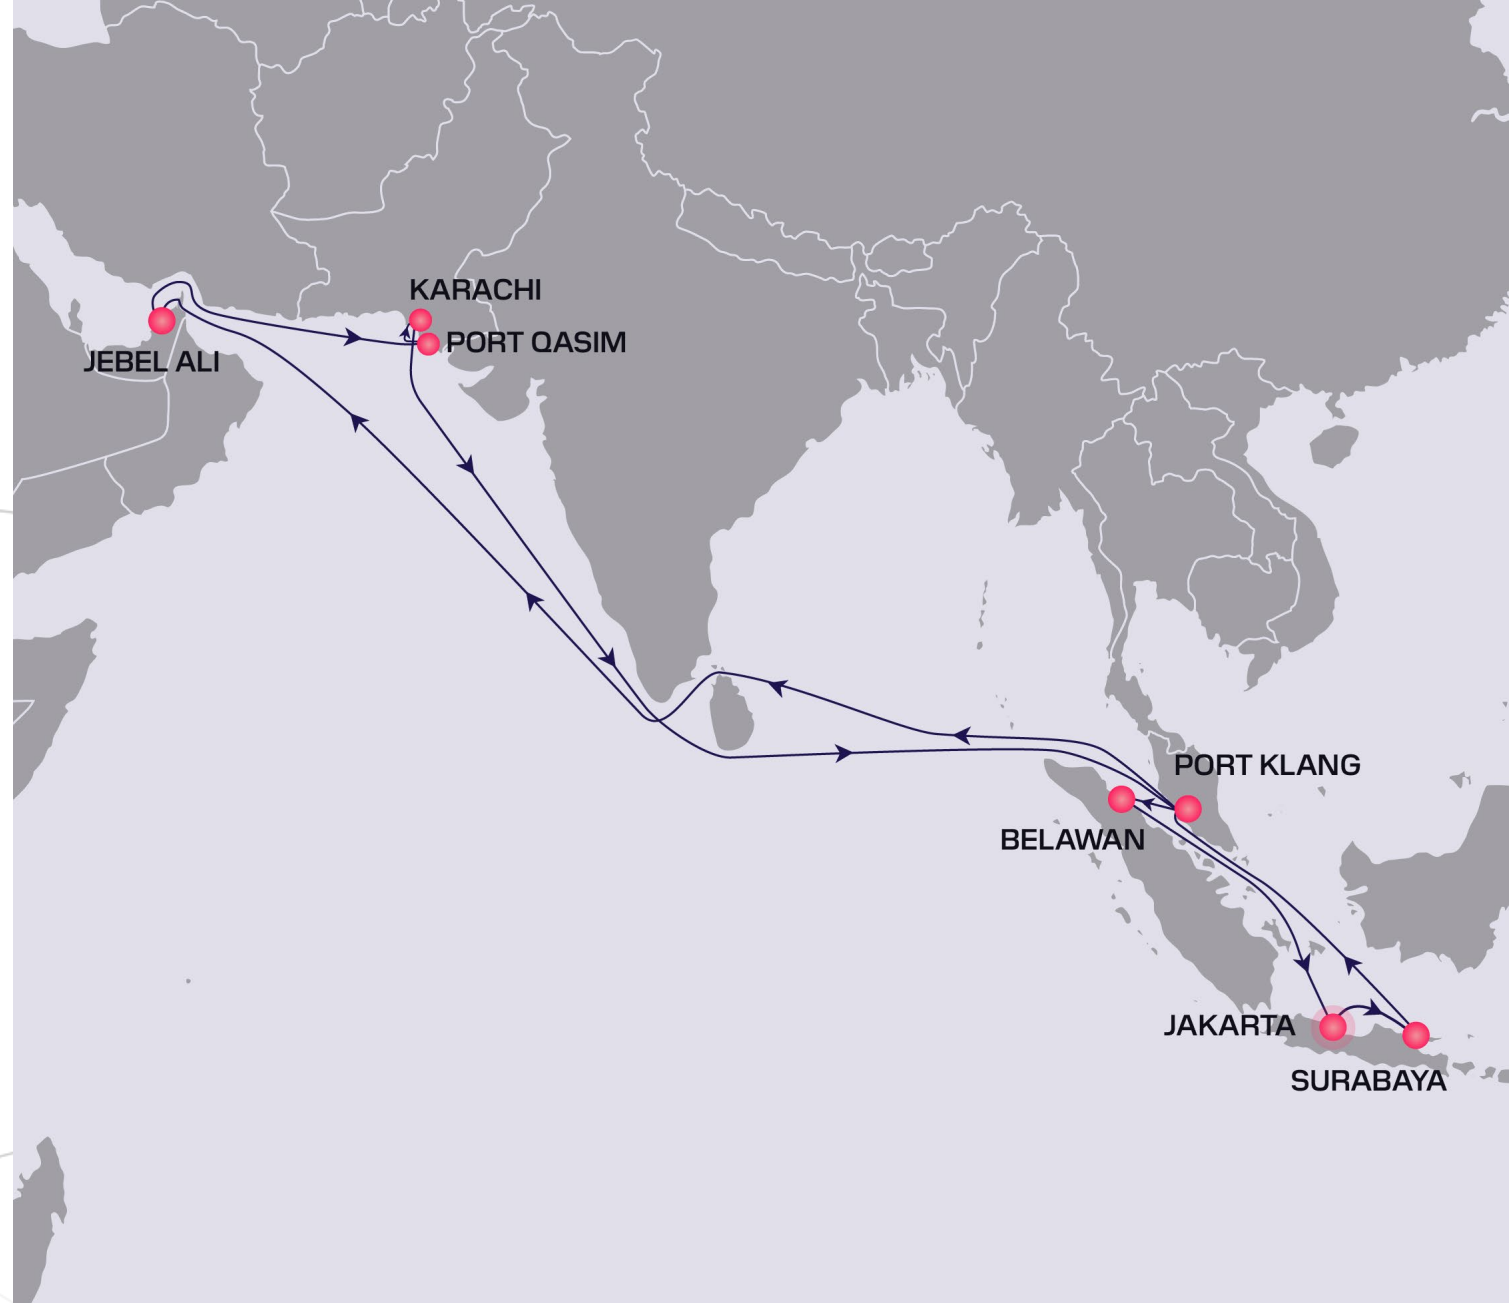 KARACHI
PORT QASIM
JEBEL ALI
PORT KLANG
BELAWAN
JAKARTA
SURABAYA